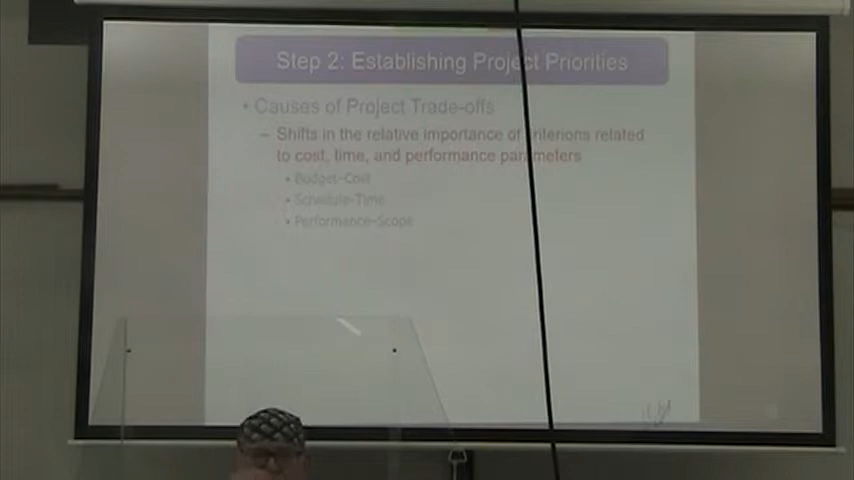 Step 2: Establishing Project Priorities
• Causes of Project Trade-offs
– Shifts in the relative importance of criterions related
to cost, time, and performance parameters
• Budget–Cost
• Schedule–Time
• Performance–Scope